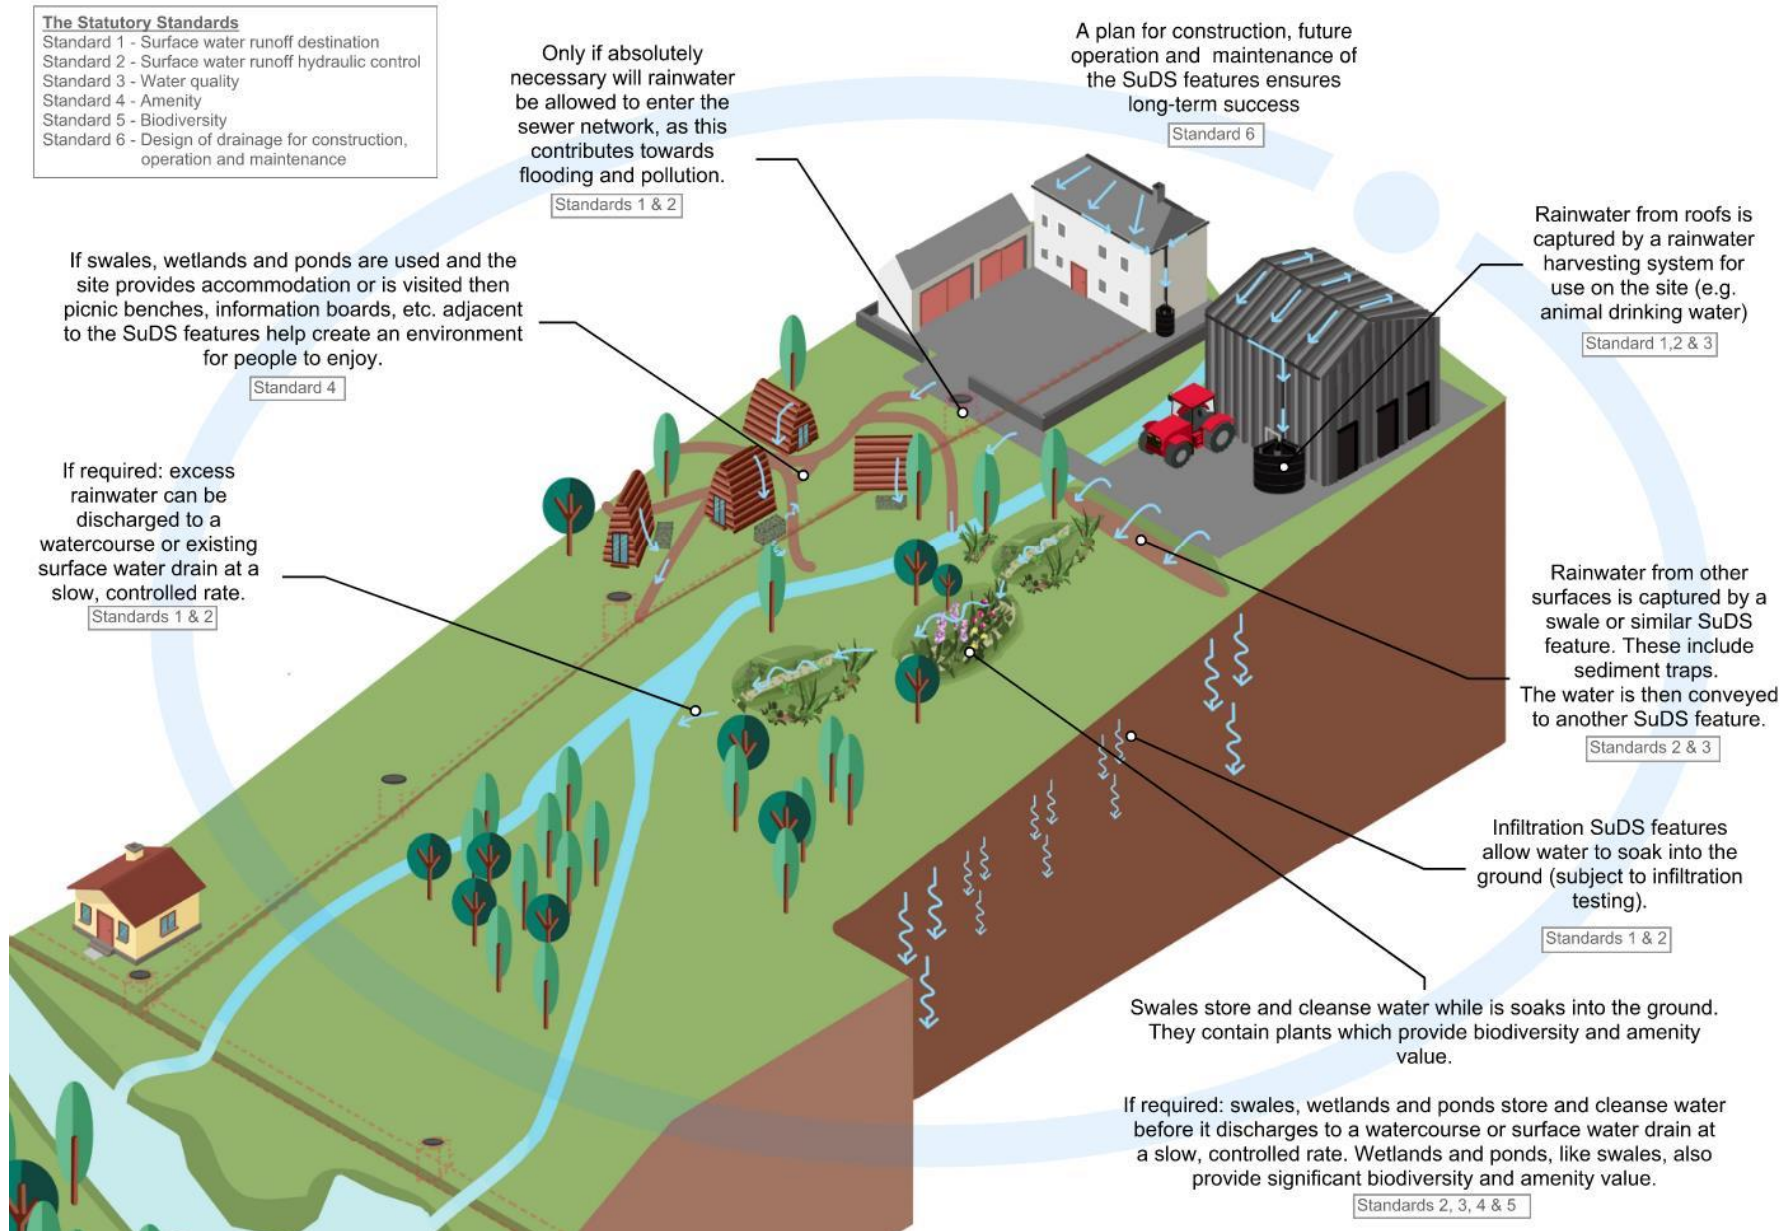 The Statutory Standards
Standard 1 - Surface water runoff destination
Standard 2 - Surface water runoff hydraulic control
Standard 3 - Water quality
Standard 4 - Amenity
Standard 5 - Biodiversity
Standard 6 - Design of drainage for construction,
operation and maintenance
Only if absolutely
necessary will rainwater
be allowed to enter the
sewer network, as this
contributes towards
flooding and pollution.
Standards 1 & 2
A plan for construction, future
operation and maintenance of
the SuDS features ensures
long-term success
Standard 6
If swales, wetlands and ponds are used and the
site provides accommodation or is visited then
picnic benches, information boards, etc. adjacent
to the SuDS features help create an environment
for people to enjoy.
Standard 4
Rainwater from roofs is
captured by a rainwater
harvesting system for
use on the site (e.g.
animal drinking water)
Standard 1,2 & 3
If required: excess
rainwater can be
discharged to a
watercourse or existing
surface water drain at a
slow, controlled rate.
Standards 1 & 2
Rainwater from other
surfaces is captured by a
swale or similar SuDS
feature. These include
sediment traps.
The water is then conveyed
to another SuDS feature.
Standards 2 & 3
Infiltration SuDS features
allow water to soak into the
ground (subject to infiltration
testing).
Standards 1 & 2
Swales store and cleanse water while is soaks into the ground.
They contain plants which provide biodiversity and amenity
value.
If required: swales, wetlands and ponds store and cleanse water
before it discharges to a watercourse or surface water drain at
a slow, controlled rate. Wetlands and ponds, like swales, also
provide significant biodiversity and amenity value.
Standards 2, 3, 4 & 5